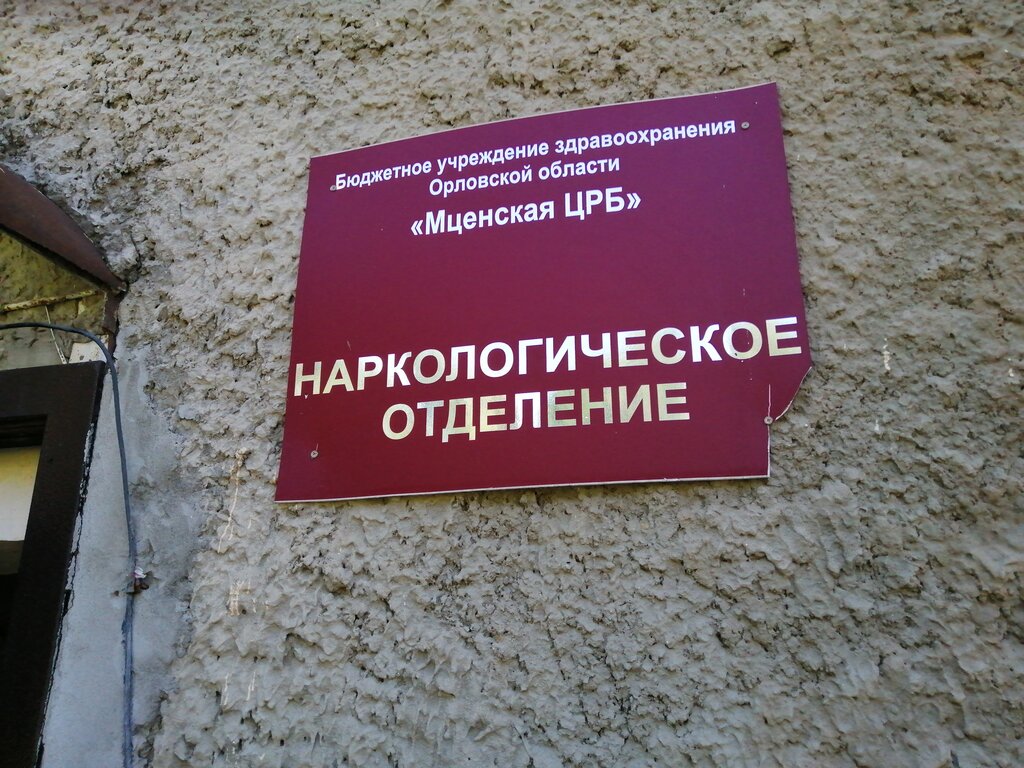 Бюджетное учреждение здравоохранения
Орловской области
«Мценская ЦРБ»
НАРКОЛОГИЧЕСКОЕ
ОТДЕЛЕНИЕ